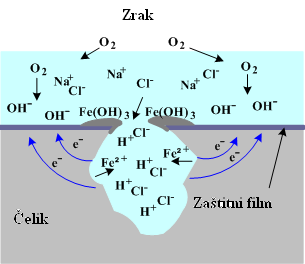 Zrak
O₂ O₂
O₂ Na⁺ Cl⁻ Na⁺ Cl⁻ Na⁺ Cl⁻ O₂
OH⁻ OH⁻ Fe(OH)₃ Fe(OH)₃ OH⁻ OH⁻
H⁺ Cl⁻
e⁻ e⁻
e⁻ Fe²⁺ H⁺ Cl⁻ Fe²⁺ e⁻
H⁺ Cl⁻
H⁺ Cl⁻
Čelik
Zaštitni film